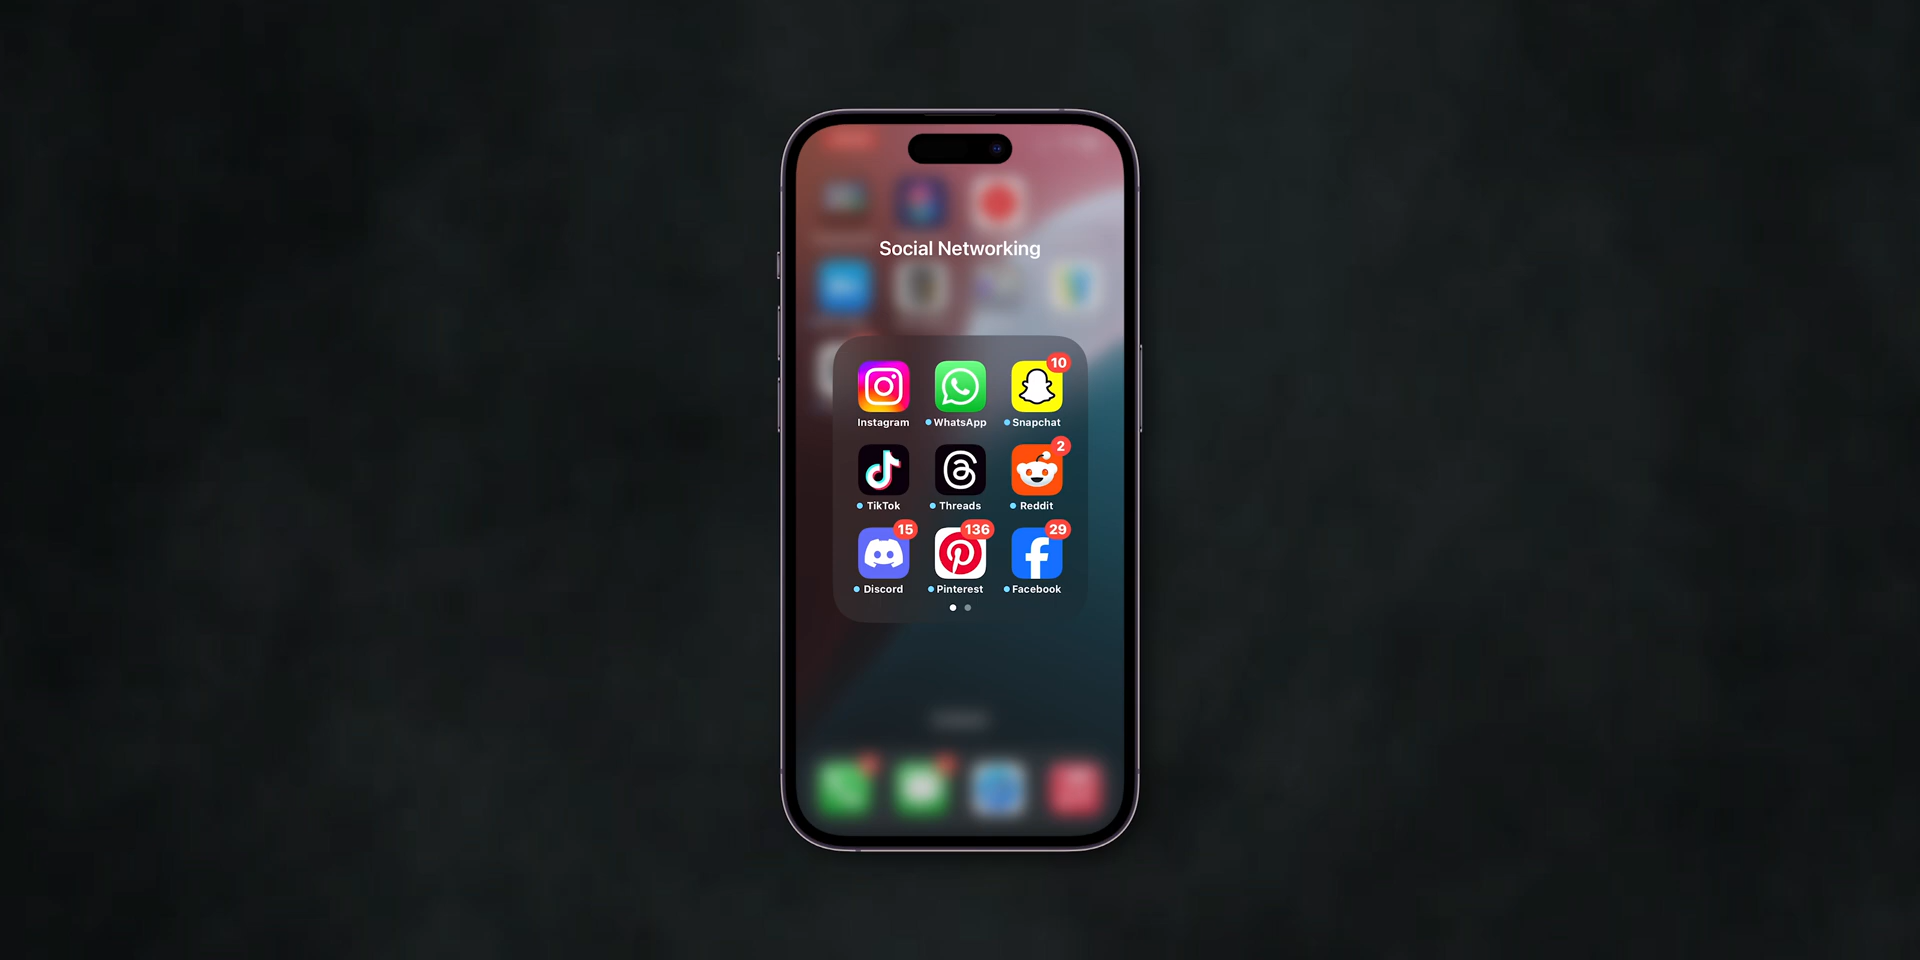 Social Networking
10
Instagram WhatsApp Snapchat
2
TikTok Threads Reddit
15 136 29
Discord Pinterest Facebook